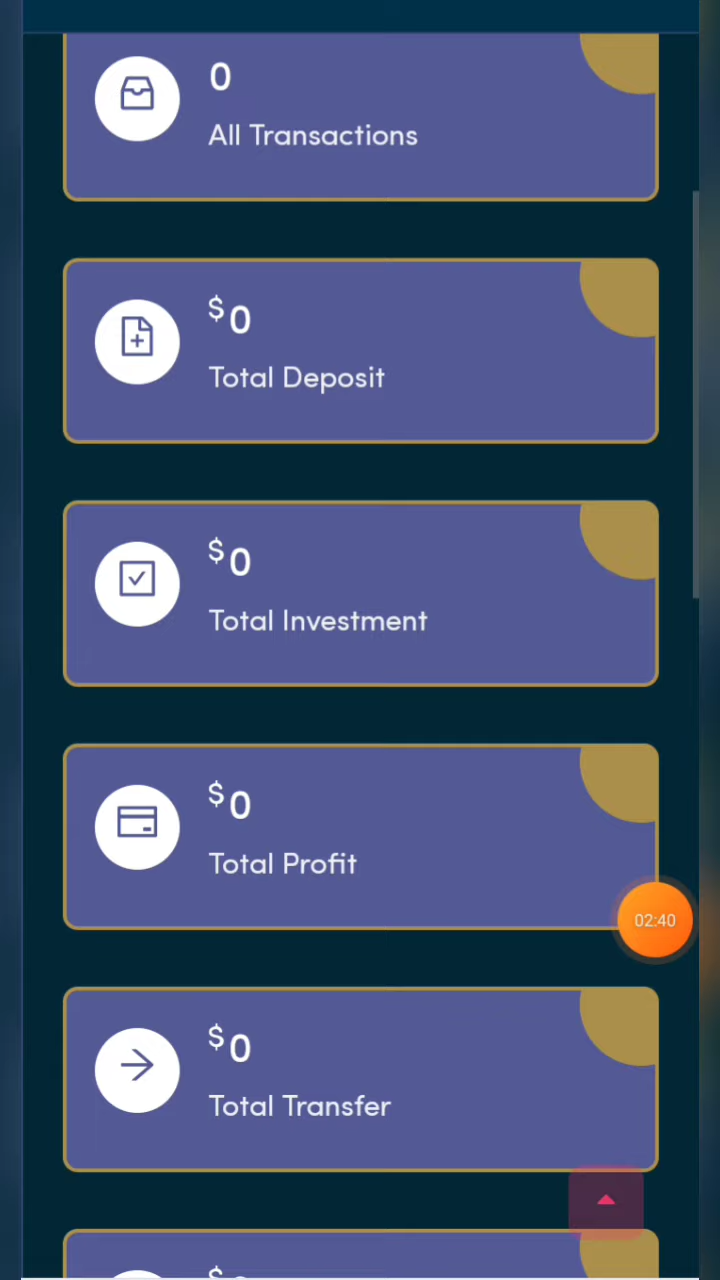 0
All Transactions
$0
Total Deposit
$0
Total Investment
$0
Total Profit
02:40
$0
Total Transfer
$